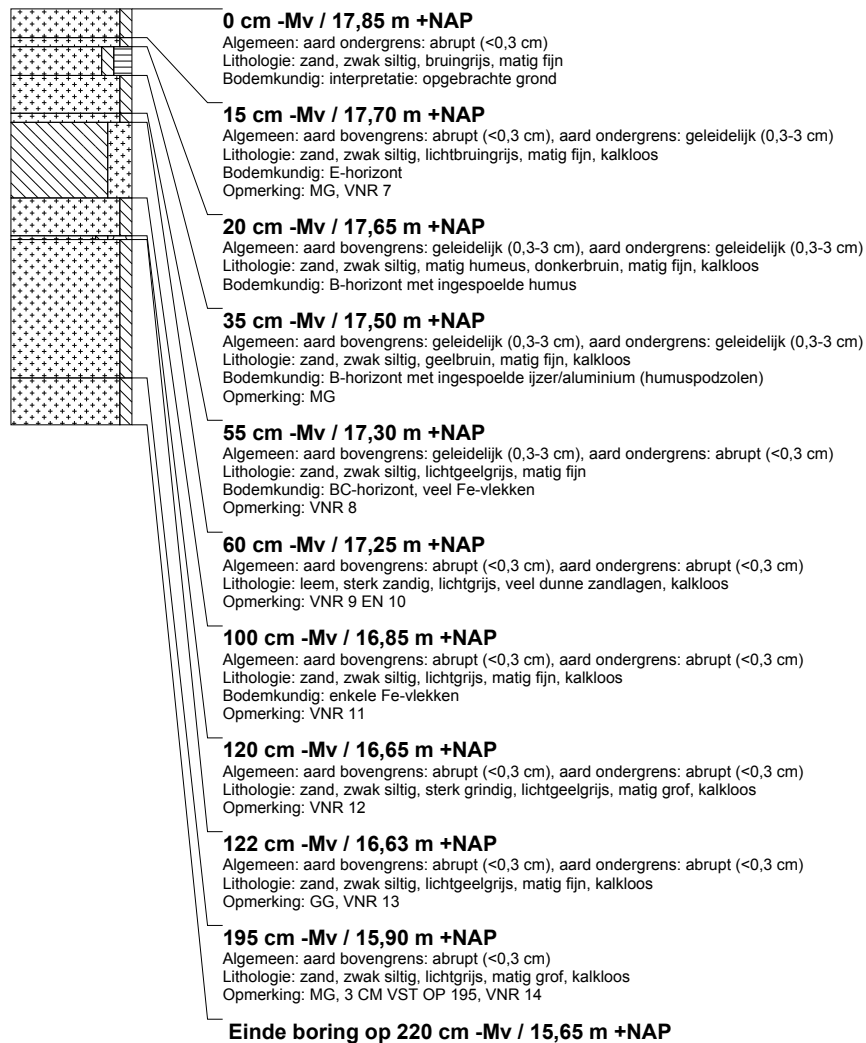 0 cm -Mv / 17,85 m +NAP
Algemeen: aard ondergrens: abrupt (<0,3 cm)
Lithologie: zand, zwak siltig, bruingrijs, matig fijn
Bodemkundig: interpretatie: opgebrachte grond
15 cm -Mv / 17,70 m +NAP
Algemeen: aard bovengrens: abrupt (<0,3 cm), aard ondergrens: geleidelijk (0,3-3 cm)
Lithologie: zand, zwak siltig, lichtbruingrijs, matig fijn, kalkloos
Bodemkundig: E-horizont
Opmerking: MG, VNR 7
20 cm -Mv / 17,65 m +NAP
Algemeen: aard bovengrens: geleidelijk (0,3-3 cm), aard ondergrens: geleidelijk (0,3-3 cm)
Lithologie: zand, zwak siltig, matig humeus, donkerbruin, matig fijn, kalkloos
Bodemkundig: B-horizont met ingespoelde humus
35 cm -Mv / 17,50 m +NAP
Algemeen: aard bovengrens: geleidelijk (0,3-3 cm), aard ondergrens: geleidelijk (0,3-3 cm)
Lithologie: zand, zwak siltig, geelbruin, matig fijn, kalkloos
Bodemkundig: B-horizont met ingespoelde ijzer/aluminium (humuspodzolen)
Opmerking: MG
55 cm -Mv / 17,30 m +NAP
Algemeen: aard bovengrens: geleidelijk (0,3-3 cm), aard ondergrens: abrupt (<0,3 cm)
Lithologie: zand, zwak siltig, lichtgeelgrijs, matig fijn
Bodemkundig: BC-horizont, veel Fe-vlekken
Opmerking: VNR 8
60 cm -Mv / 17,25 m +NAP
Algemeen: aard bovengrens: abrupt (<0,3 cm), aard ondergrens: abrupt (<0,3 cm)
Lithologie: leem, sterk zandig, lichtgrijs, veel dunne zandlagen, kalkloos
Opmerking: VNR 9 EN 10
100 cm -Mv / 16,85 m +NAP
Algemeen: aard bovengrens: abrupt (<0,3 cm), aard ondergrens: abrupt (<0,3 cm)
Lithologie: zand, zwak siltig, lichtgrijs, matig fijn, kalkloos
Bodemkundig: enkele Fe-vlekken
Opmerking: VNR 11
120 cm -Mv / 16,65 m +NAP
Algemeen: aard bovengrens: abrupt (<0,3 cm), aard ondergrens: abrupt (<0,3 cm)
Lithologie: zand, zwak siltig, sterk grindig, lichtgeelgrijs, matig grof, kalkloos
Opmerking: VNR 12
122 cm -Mv / 16,63 m +NAP
Algemeen: aard bovengrens: abrupt (<0,3 cm), aard ondergrens: abrupt (<0,3 cm)
Lithologie: zand, zwak siltig, lichtgeelgrijs, matig fijn, kalkloos
Opmerking: GG, VNR 13
195 cm -Mv / 15,90 m +NAP
Algemeen: aard bovengrens: abrupt (<0,3 cm)
Lithologie: zand, zwak siltig, lichtgrijs, matig grof, kalkloos
Opmerking: MG, 3 CM VST OP 195, VNR 14
Einde boring op 220 cm -Mv / 15,65 m +NAP